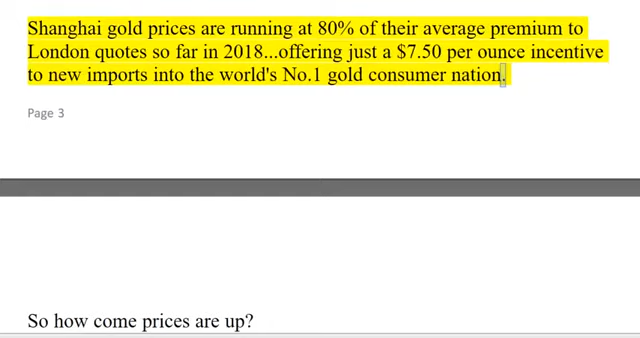 Shanghai gold prices are running at 80% of their average premium to
London quotes so far in 2018...offering just a $7.50 per ounce incentive
to new imports into the world's No.1 gold consumer nation.
Page 3
So how come prices are up?